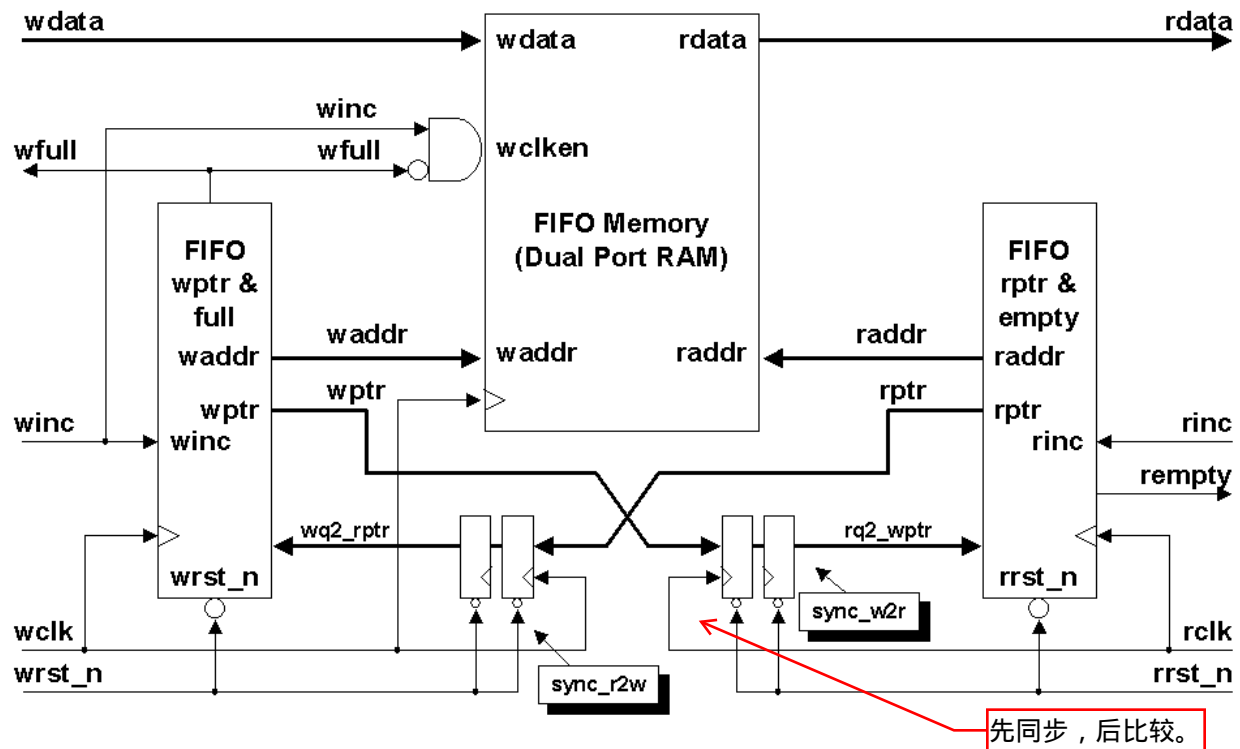 wdata
rdata
wdata
rdata
winc
wfull
wfull
wclken
FIFO Memory
(Dual Port RAM)
FIFO
wptr &
full
FIFO
rptr &
empty
waddr
waddr
waddr
raddr
raddr
raddr
wptr
wptr
rptr
rptr
winc
winc
rinc
rinc
rempty
wq2_rptr
rq2_wptr
wrst_n
rrst_n
sync_w2r
wclk
rclk
wrst_n
sync_r2w
rrst_n
先同步，后比较。